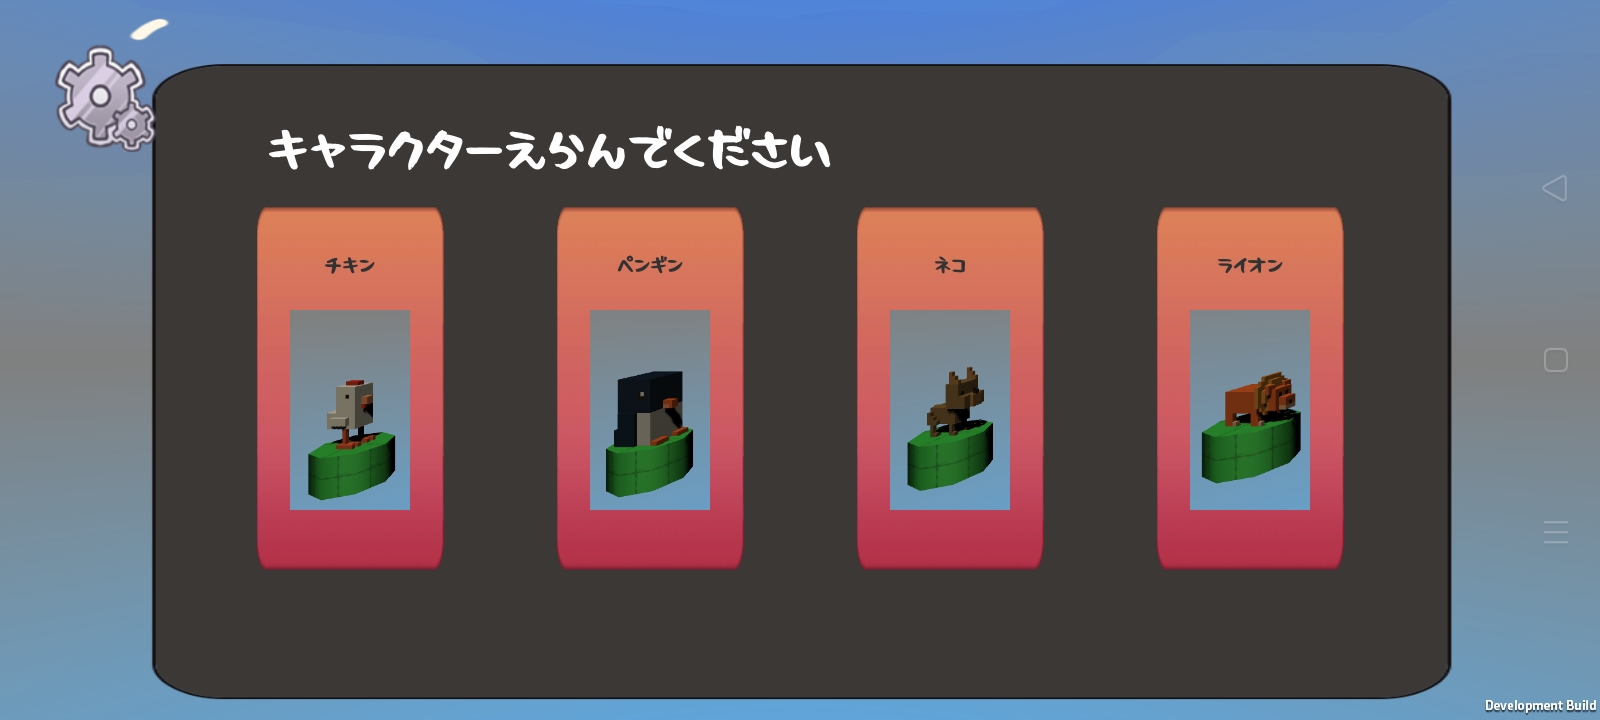 キャラクターえらんでください
チキン
ペンギン
ネコ
ライオン
Development Build